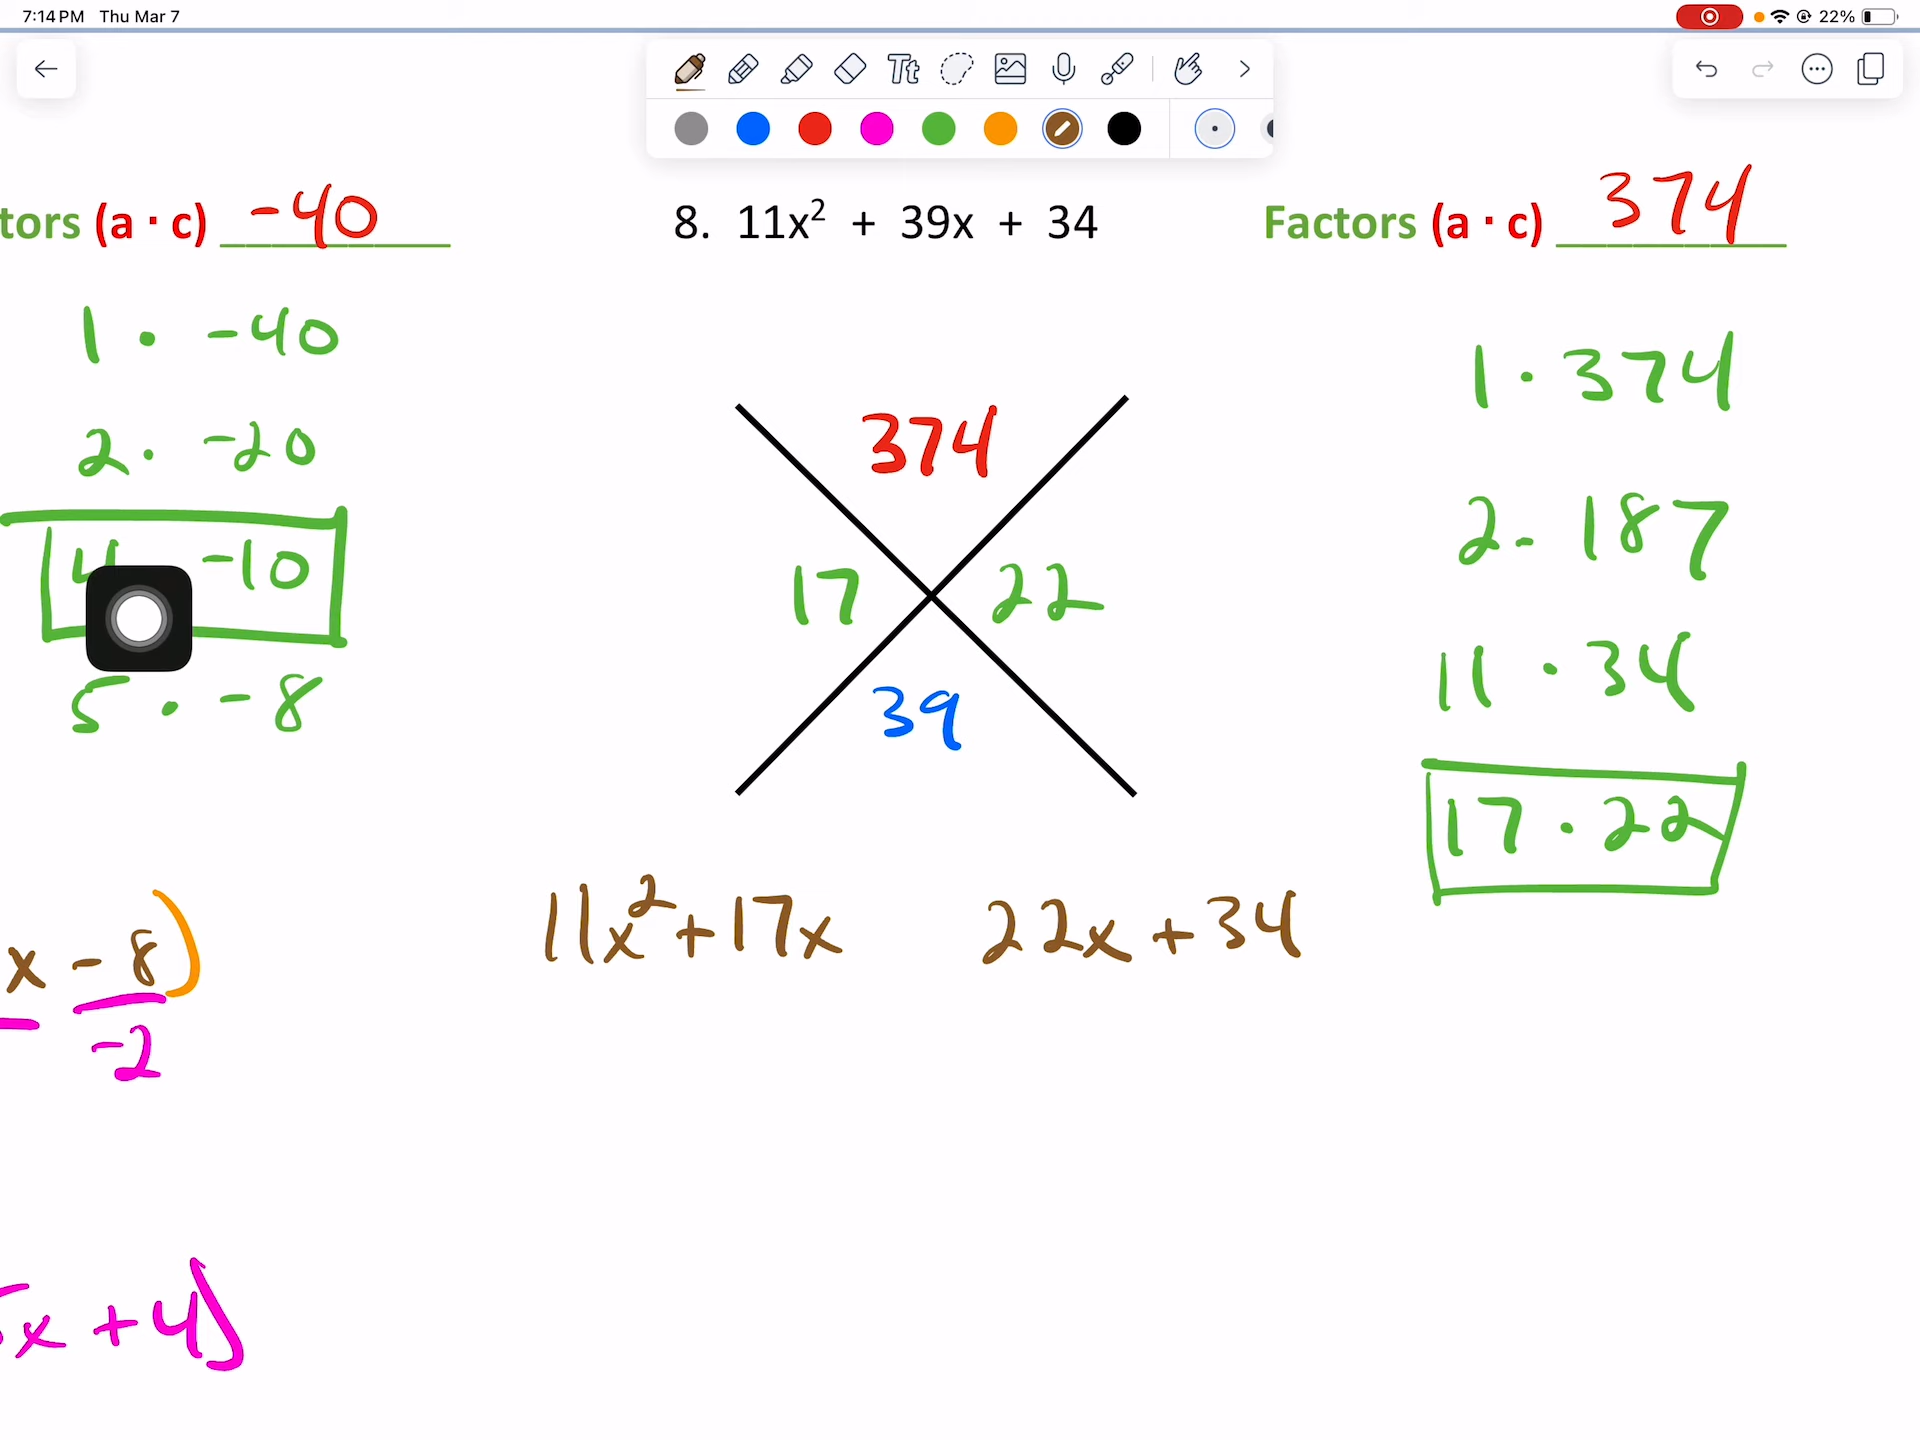 7:14 PM Thu Mar 7
22%
Tt
tors (a · c) -40
1 · -40
2 · -20
-10
5 · -8
x - 8)
-2
x + 4)
8. 11x² + 39x + 34
374
17 22
39
11x² + 17x 22x + 34
Factors (a · c) 374
1 · 374
2 · 187
11 · 34
17 · 22